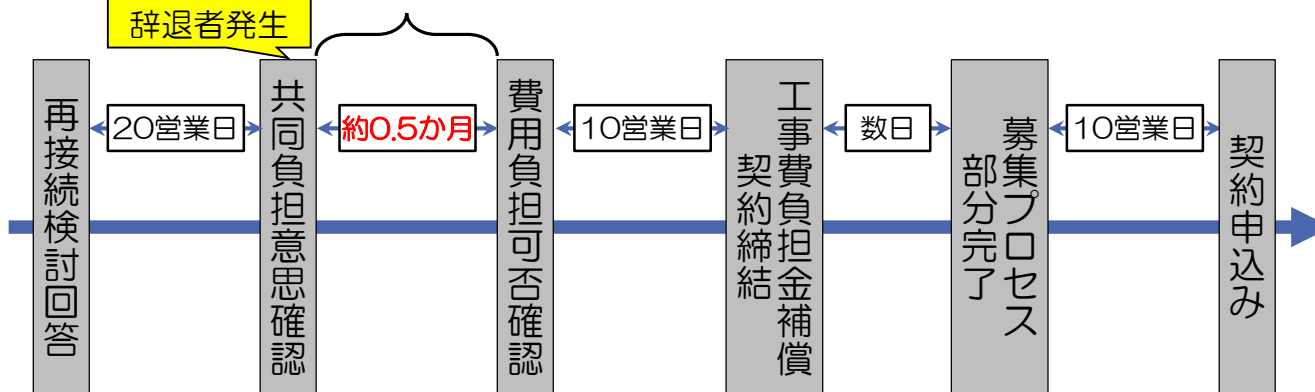 辞退者発生
再接続検討回答
20営業日
共同負担意思確認
約0.5か月
費用負担可否確認
10営業日
工事費負担金補償
契約締結
数日
募集プロセス
部分完了
10営業日
契約申込み